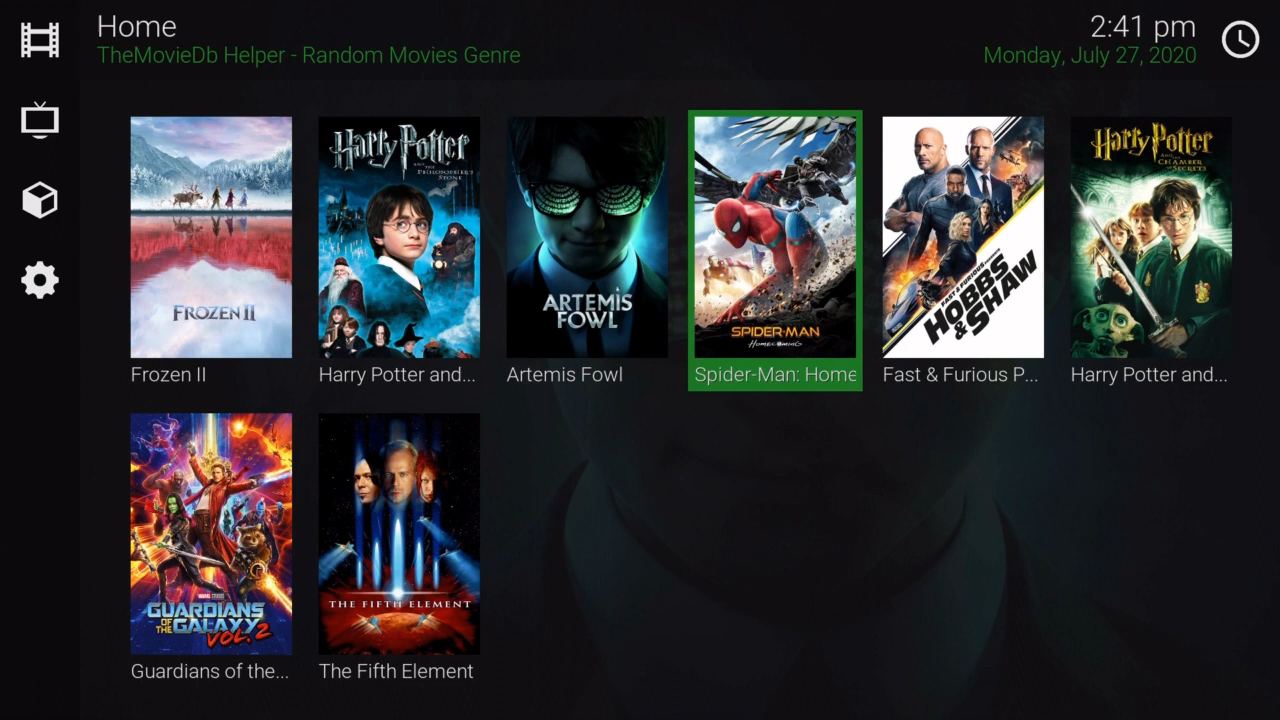 Home
TheMovieDb Helper - Random Movies Genre
2:41 pm
Monday, July 27, 2020
FROZEN II
Harry Potter
AND THE
PHILOSOPHER'S
STONE
ARTEMIS
FOWL
SPIDER-MAN
HOMECOMING
FAST & FURIOUS
HOBBS
& SHAW
Harry Potter
AND THE
CHAMBER
OF SECRETS
Frozen II
Harry Potter and...
Artemis Fowl
Spider-Man: Home
Fast & Furious P...
Harry Potter and...
MARVEL STUDIOS
GUARDIANS
OF THE
GALAXY
VOL.2
THE FIFTH ELEMENT
Guardians of the...
The Fifth Element